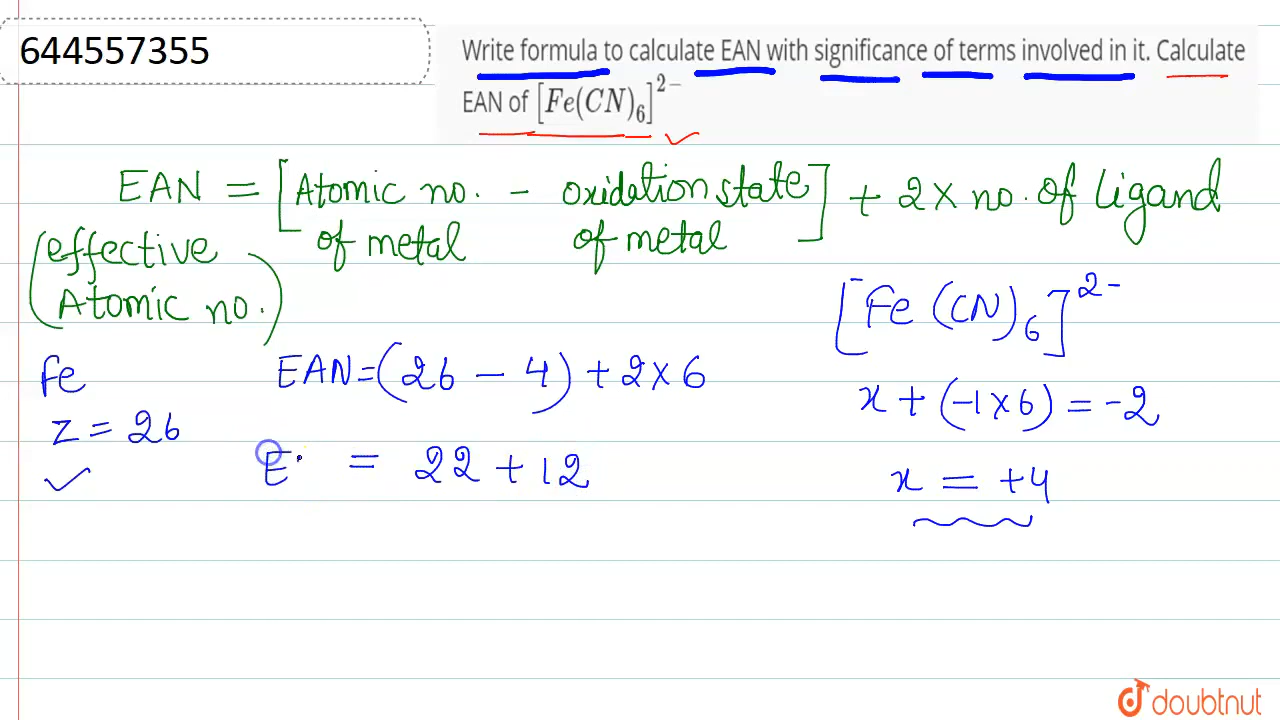 644557355
Write formula to calculate EAN with significance of terms involved in it. Calculate
EAN of [Fe(CN)₆]²⁻
EAN = [Atomic no. of metal − oxidation state of metal] + 2 × no. of ligand
(effective Atomic no.)
[Fe (CN)₆]²⁻
Fe
EAN = (26 − 4) + 2 × 6
x + (−1 × 6) = −2
Z = 26
E = 22 + 12
x = +4
doubtnut